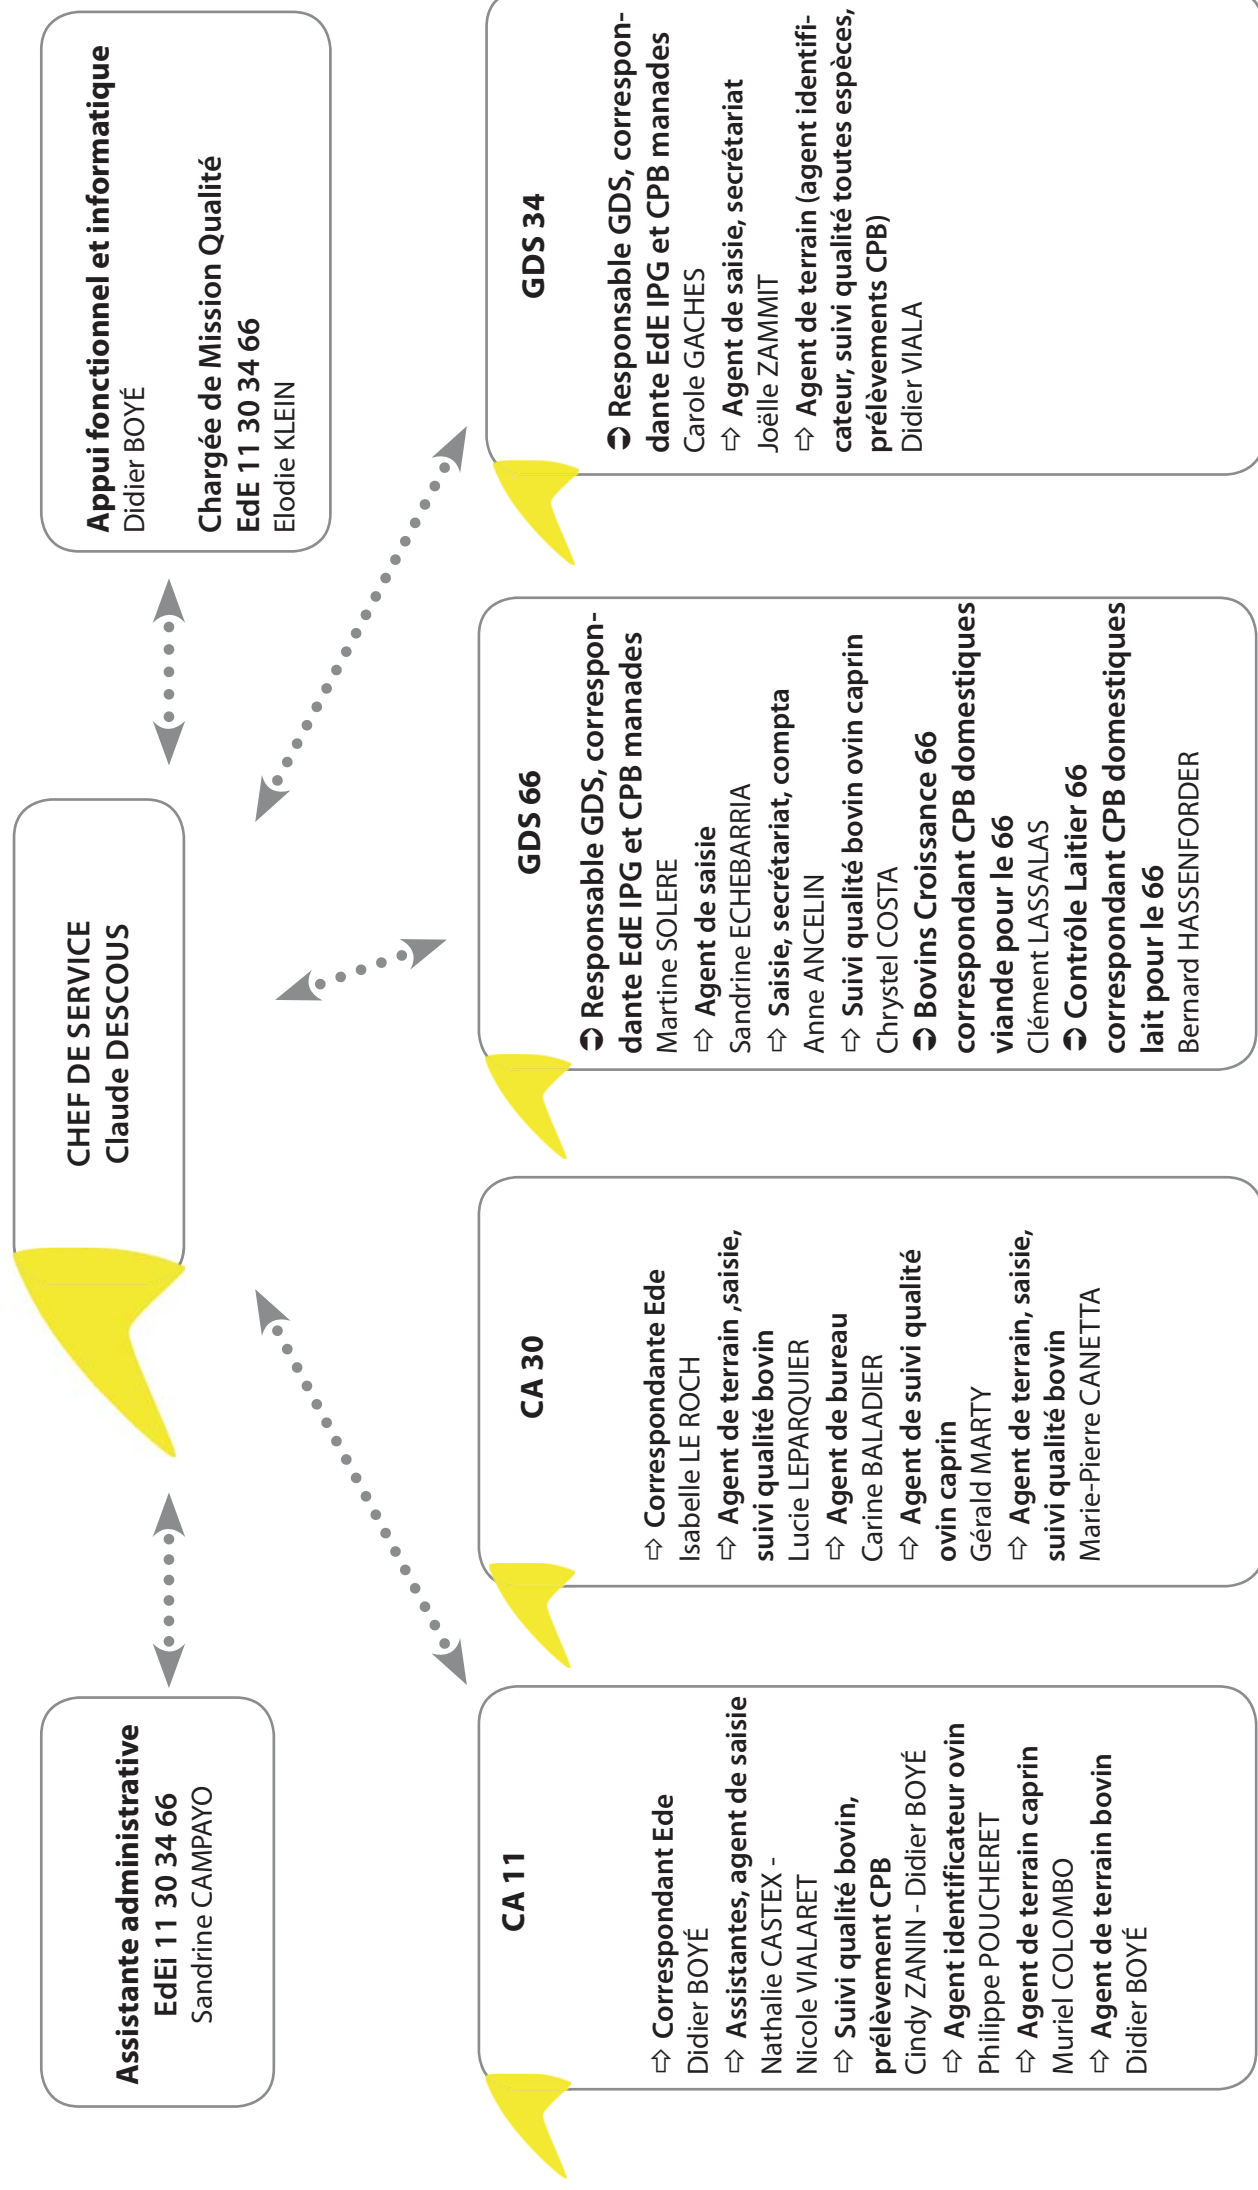 CHEF DE SERVICE
Claude DESCOUS
Assistante administrative
EdEi 11 30 34 66
Sandrine CAMPAYO
Appui fonctionnel et informatique
Didier BOYÉ
Chargée de Mission Qualité
EdE 11 30 34 66
Elodie KLEIN
CA 11
⇨ Correspondant Ede
Didier BOYÉ
⇨ Assistantes, agent de saisie
Nathalie CASTEX -
Nicole VIALARET
⇨ Suivi qualité bovin,
prélèvement CPB
Cindy ZANIN - Didier BOYÉ
⇨ Agent identificateur ovin
Philippe POUCHERET
⇨ Agent de terrain caprin
Muriel COLOMBO
⇨ Agent de terrain bovin
Didier BOYÉ
CA 30
⇨ Correspondante Ede
Isabelle LE ROCH
⇨ Agent de terrain ,saisie,
suivi qualité bovin
Lucie LEPARQUIER
⇨ Agent de bureau
Carine BALADIER
⇨ Agent de suivi qualité
ovin caprin
Gérald MARTY
⇨ Agent de terrain, saisie,
suivi qualité bovin
Marie-Pierre CANETTA
GDS 66
➲ Responsable GDS, correspon-
dante EdE IPG et CPB manades
Martine SOLERE
⇨ Agent de saisie
Sandrine ECHEBARRIA
⇨ Saisie, secrétariat, compta
Anne ANCELIN
⇨ Suivi qualité bovin ovin caprin
Chrystel COSTA
➲ Bovins Croissance 66
correspondant CPB domestiques
viande pour le 66
Clément LASSALAS
➲ Contrôle Laitier 66
correspondant CPB domestiques
lait pour le 66
Bernard HASSENFORDER
GDS 34
➲ Responsable GDS, correspon-
dante EdE IPG et CPB manades
Carole GACHES
⇨ Agent de saisie, secrétariat
Joëlle ZAMMIT
⇨ Agent de terrain (agent identifi-
cateur, suivi qualité toutes espèces,
prélèvements CPB)
Didier VIALA